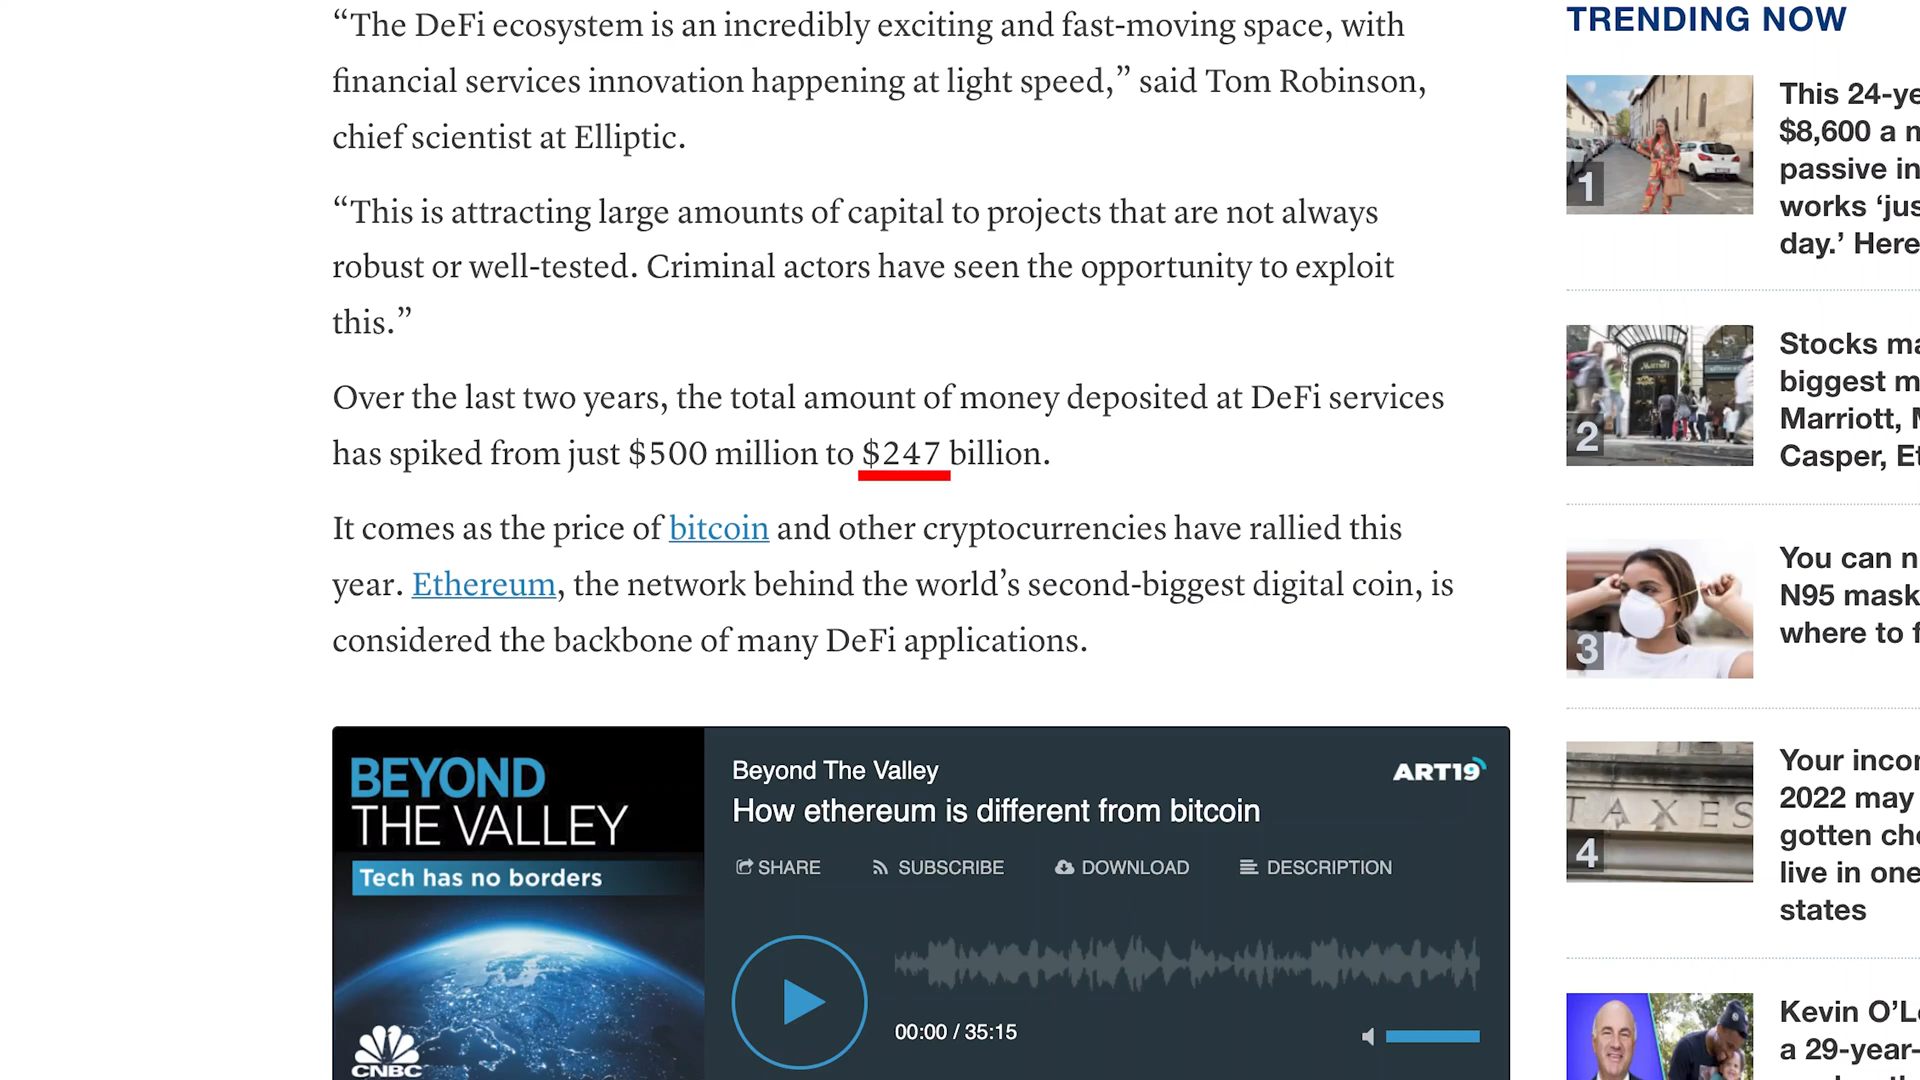 “The DeFi ecosystem is an incredibly exciting and fast-moving space, with
financial services innovation happening at light speed,” said Tom Robinson,
chief scientist at Elliptic.
“This is attracting large amounts of capital to projects that are not always
robust or well-tested. Criminal actors have seen the opportunity to exploit
this.”
Over the last two years, the total amount of money deposited at DeFi services
has spiked from just $500 million to $247 billion.
It comes as the price of bitcoin and other cryptocurrencies have rallied this
year. Ethereum, the network behind the world’s second-biggest digital coin, is
considered the backbone of many DeFi applications.
BEYOND
THE VALLEY
Tech has no borders
CNBC
Beyond The Valley
ART19
How ethereum is different from bitcoin
SHARE
SUBSCRIBE
DOWNLOAD
DESCRIPTION
00:00 / 35:15
TRENDING NOW
1
This 24-ye
$8,600 a m
passive in
works ‘jus
day.’ Here
2
Stocks ma
biggest m
Marriott, M
Casper, Et
3
You can n
N95 mask
where to f
TAXES
4
Your incom
2022 may
gotten che
live in one
states
Kevin O’Le
a 29-year-